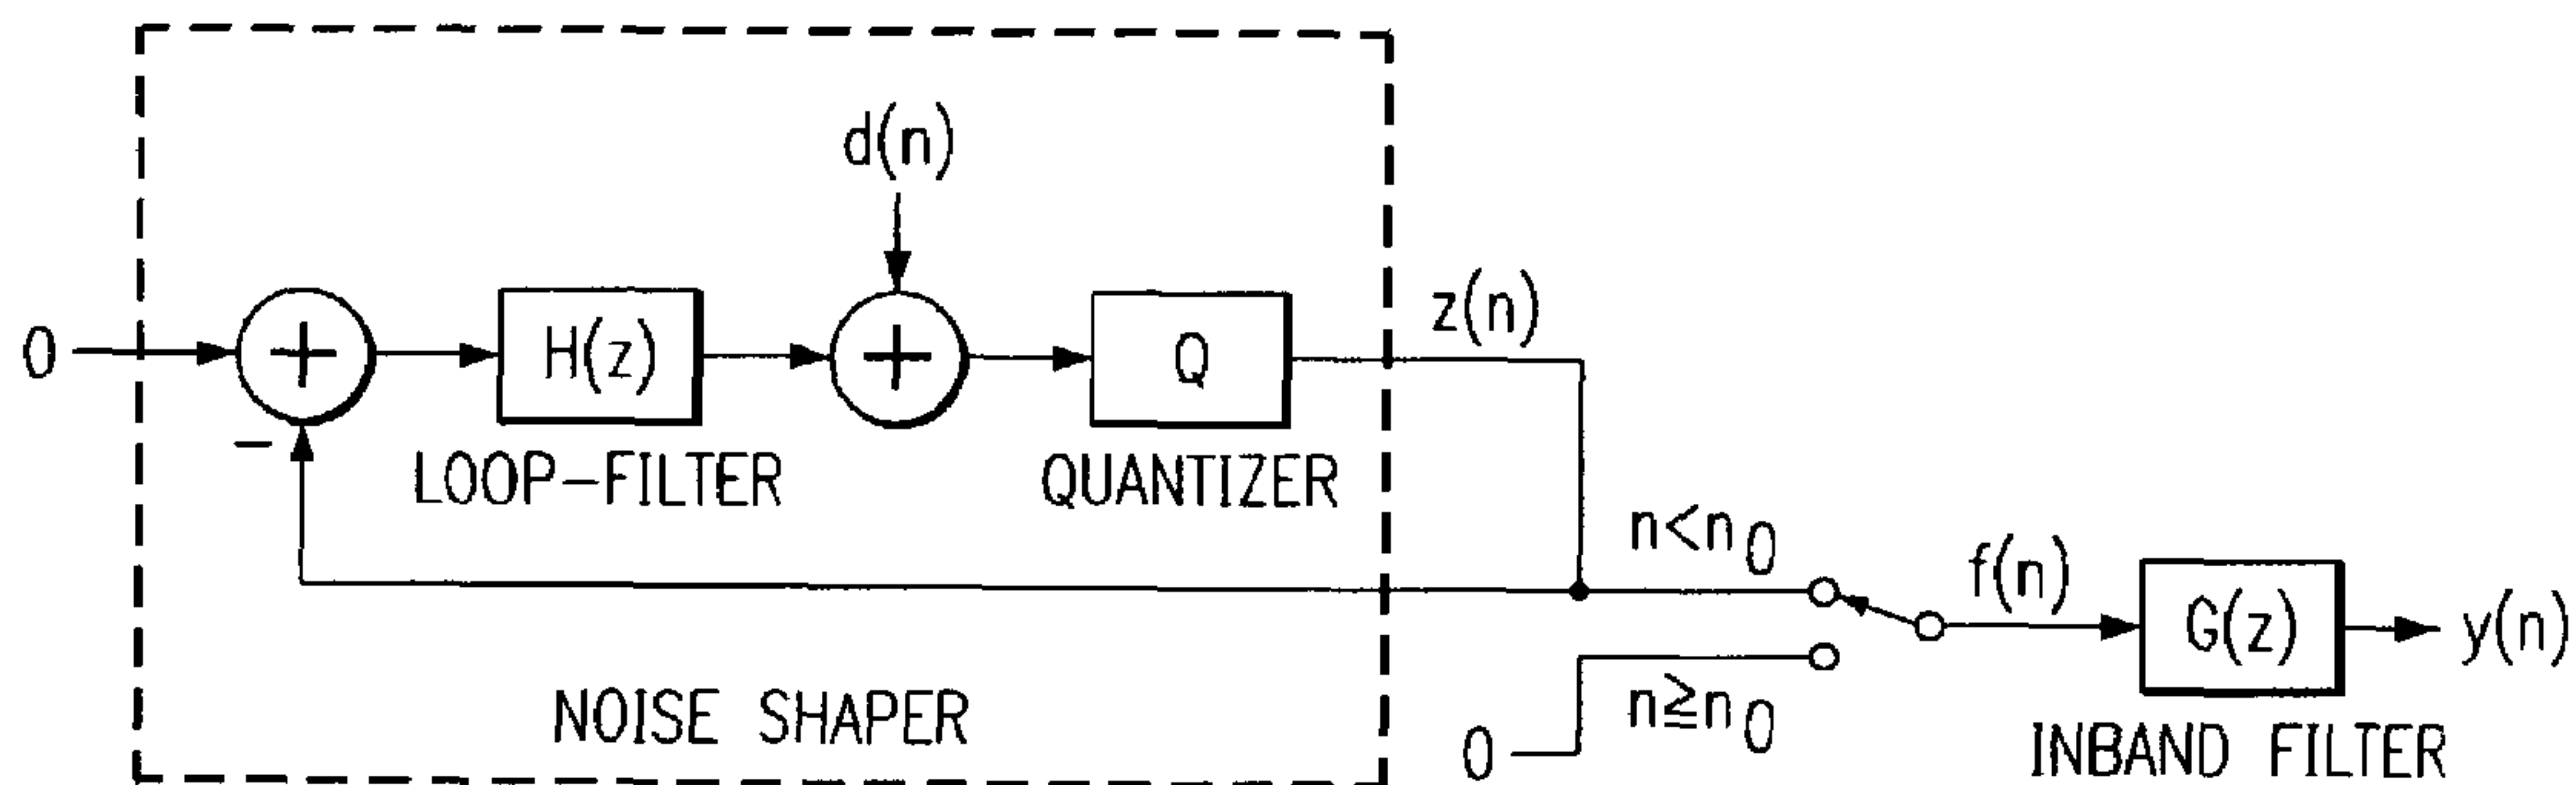 d(n)
0
+
H(z)
+
Q
z(n)
-
LOOP-FILTER
QUANTIZER
n<n0
f(n)
G(z)
y(n)
n≧n0
0
NOISE SHAPER
INBAND FILTER